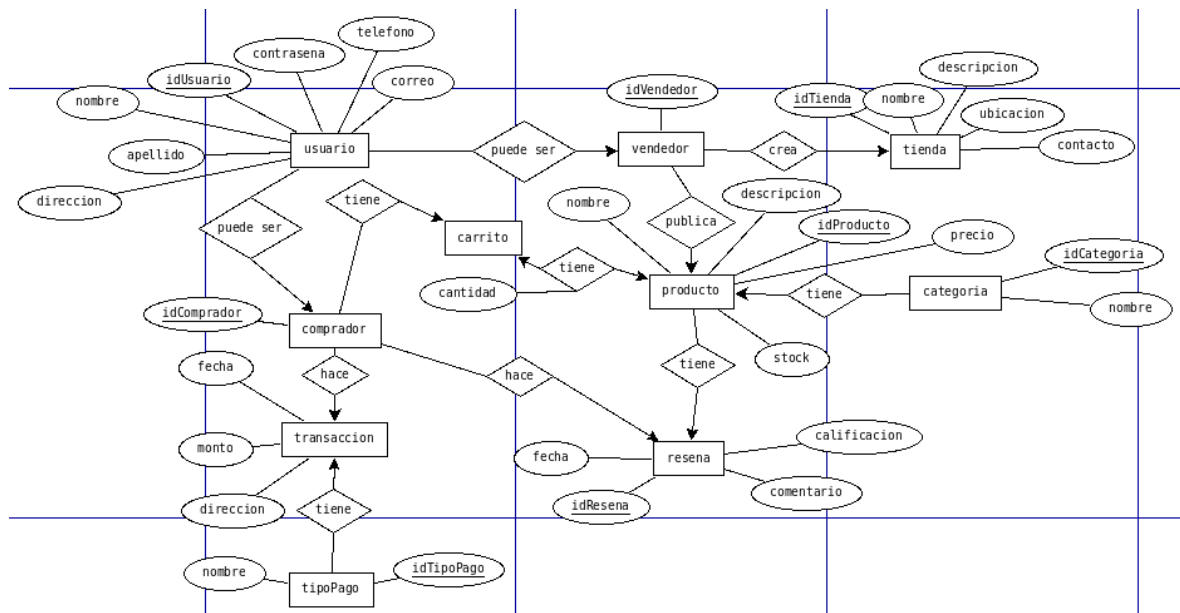 telefono
contrasena
idUsuario
correo
nombre
usuario
apellido
direccion
puede ser
idVendedor
vendedor
crea
descripcion
idTienda
nombre
ubicacion
tienda
contacto
puede ser
tiene
carrito
nombre
publica
descripcion
idProducto
precio
tiene
cantidad
producto
tiene
idCategoria
categoria
nombre
stock
idComprador
comprador
hace
hace
tiene
fecha
transaccion
monto
direccion
tiene
nombre
tipoPago
idTipoPago
fecha
resena
calificacion
comentario
idResena